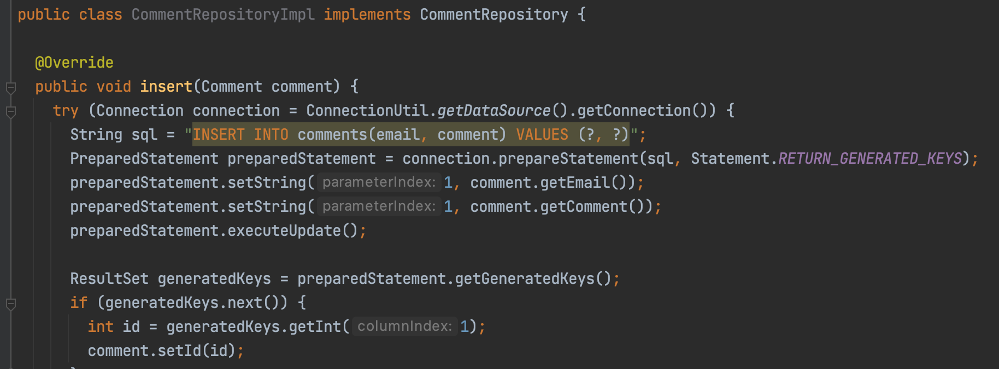 public class CommentRepositoryImpl implements CommentRepository {
@Override
public void insert(Comment comment) {
try (Connection connection = ConnectionUtil.getDataSource().getConnection()) {
String sql = "INSERT INTO comments(email, comment) VALUES (?, ?)";
PreparedStatement preparedStatement = connection.prepareStatement(sql, Statement.RETURN_GENERATED_KEYS);
preparedStatement.setString( parameterIndex: 1, comment.getEmail());
preparedStatement.setString( parameterIndex: 1, comment.getComment());
preparedStatement.executeUpdate();
ResultSet generatedKeys = preparedStatement.getGeneratedKeys();
if (generatedKeys.next()) {
int id = generatedKeys.getInt( columnIndex: 1);
comment.setId(id);